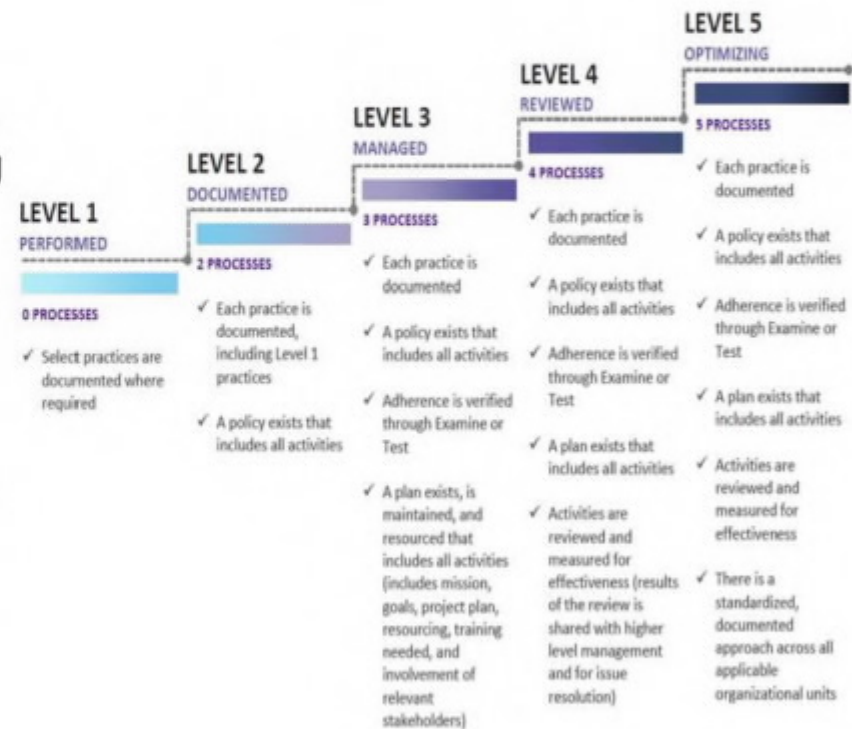 LEVEL 1
PERFORMED
0 PROCESSES
✓ Select practices are
documented where
required
LEVEL 2
DOCUMENTED
2 PROCESSES
✓ Each practice is
documented,
including Level 1
practices
✓ A policy exists that
includes all activities
LEVEL 3
MANAGED
3 PROCESSES
✓ Each practice is
documented
✓ A policy exists that
includes all activities
✓ Adherence is verified
through Examine or
Test
✓ A plan exists, is
maintained, and
resourced that
includes all activities
(includes mission,
goals, project plan,
resourcing, training
needed, and
involvement of
relevant
stakeholders)
LEVEL 4
REVIEWED
4 PROCESSES
✓ Each practice is
documented
✓ A policy exists that
includes all activities
✓ Adherence is verified
through Examine or
Test
✓ A plan exists that
includes all activities
✓ Activities are
reviewed and
measured for
effectiveness (results
of the review is
shared with higher
level management
and for issue
resolution)
LEVEL 5
OPTIMIZING
5 PROCESSES
✓ Each practice is
documented
✓ A policy exists that
includes all activities
✓ Adherence is verified
through Examine or
Test
✓ A plan exists that
includes all activities
✓ Activities are
reviewed and
measured for
effectiveness
✓ There is a
standardized,
documented
approach across all
applicable
organizational units